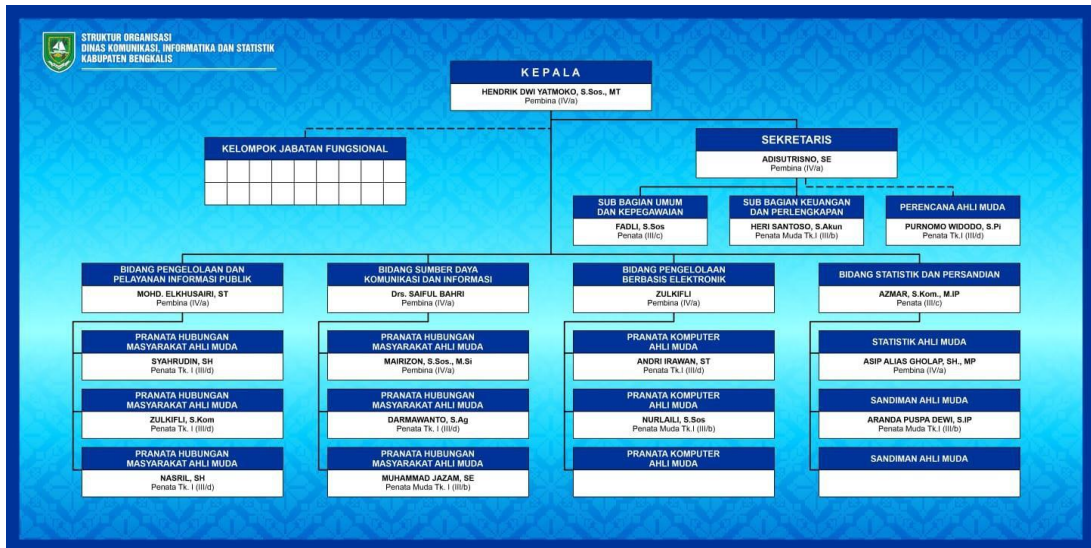 STRUKTUR ORGANISASI
DINAS KOMUNIKASI, INFORMATIKA DAN STATISTIK
KABUPATEN BENGKALIS
KEPALA
HENDRIK DWI YATMOKO, S.Sos., MT
Pembina (IV/a)
KELOMPOK JABATAN FUNGSIONAL
SEKRETARIS
ADISUTRISNO, SE
Pembina (IV/a)
SUB BAGIAN UMUM
DAN KEPEGAWAIAN
FADLI, S.Sos
Penata (III/c)
SUB BAGIAN KEUANGAN
DAN PERLENGKAPAN
HERI SANTOSO, S.Akun
Penata Muda Tk.I (III/b)
PERENCANA AHLI MUDA
PURNOMO WIDODO, S.Pi
Penata Tk.I (III/d)
BIDANG PENGELOLAAN DAN
PELAYANAN INFORMASI PUBLIK
MOHD. ELKHUSAIRI, ST
Pembina (IV/a)
PRANATA HUBUNGAN
MASYARAKAT AHLI MUDA
SYAHRUDIN, SH
Penata Tk. I (III/d)
PRANATA HUBUNGAN
MASYARAKAT AHLI MUDA
ZULKIFLI, S.Kom
Penata Tk. I (III/d)
PRANATA HUBUNGAN
MASYARAKAT AHLI MUDA
NASRIL, SH
Penata Tk. I (III/d)
BIDANG SUMBER DAYA
KOMUNIKASI DAN INFORMASI
Drs. SAIFUL BAHRI
Pembina (IV/a)
PRANATA HUBUNGAN
MASYARAKAT AHLI MUDA
MAIRIZON, S.Sos., M.Si
Pembina (IV/a)
PRANATA HUBUNGAN
MASYARAKAT AHLI MUDA
DARMAWANTO, S.Ag
Penata Tk. I (III/d)
PRANATA HUBUNGAN
MASYARAKAT AHLI MUDA
MUHAMMAD JAZAM, SE
Penata Muda Tk. I (III/b)
BIDANG PENGELOLAAN
BERBASIS ELEKTRONIK
ZULKIFLI
Pembina (IV/a)
PRANATA KOMPUTER
AHLI MUDA
ANDRI IRAWAN, ST
Penata Tk.I (III/d)
PRANATA KOMPUTER
AHLI MUDA
NURLAILI, S.Sos
Penata Muda Tk.I (III/b)
PRANATA KOMPUTER
AHLI MUDA
BIDANG STATISTIK DAN PERSANDIAN
AZMAR, S.Kom., M.IP
Penata (III/c)
STATISTIK AHLI MUDA
ASIP ALIAS GHOLAP, SH., MP
Pembina (IV/a)
SANDIMAN AHLI MUDA
ARANDA PUSPA DEWI, S.IP
Penata Muda Tk.I (III/b)
SANDIMAN AHLI MUDA